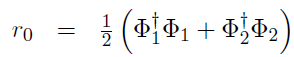 r₀ = ½ (Φ₁†Φ₁ + Φ₂†Φ₂)